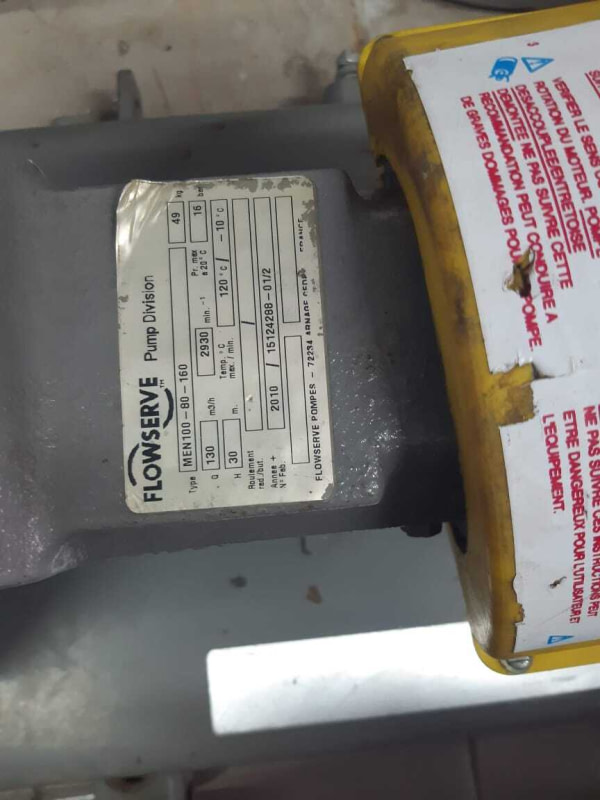 FLOWSERVE
Pump Division
Type MEN100-80-160 49 kg
Q 130 m3/h 2930 min.-1 Pr. max à 20°C 16 bar
H 30 m. Temp. °C max./min. 120 °C / -10 °C
Roulement rad./but. /
Année + N° Fab. 2010 / 15124288-01/2
FLOWSERVE POMPES - 72234 ARNAGE CEDEX FRANCE
VERIFIER LE SENS DE
ROTATION DU MOTEUR, POMPE
DESACCOUPLEE/ENTRETOISE
DEMONTEE. NE PAS SUIVRE CETTE
RECOMMANDATION PEUT CONDUIRE A
DE GRAVES DOMMAGES POMPE.
NE PAS SUIVRE CES INSTRUCTIONS PEUT
ETRE DANGEREUX POUR L'UTILISATEUR ET
L'EQUIPEMENT.